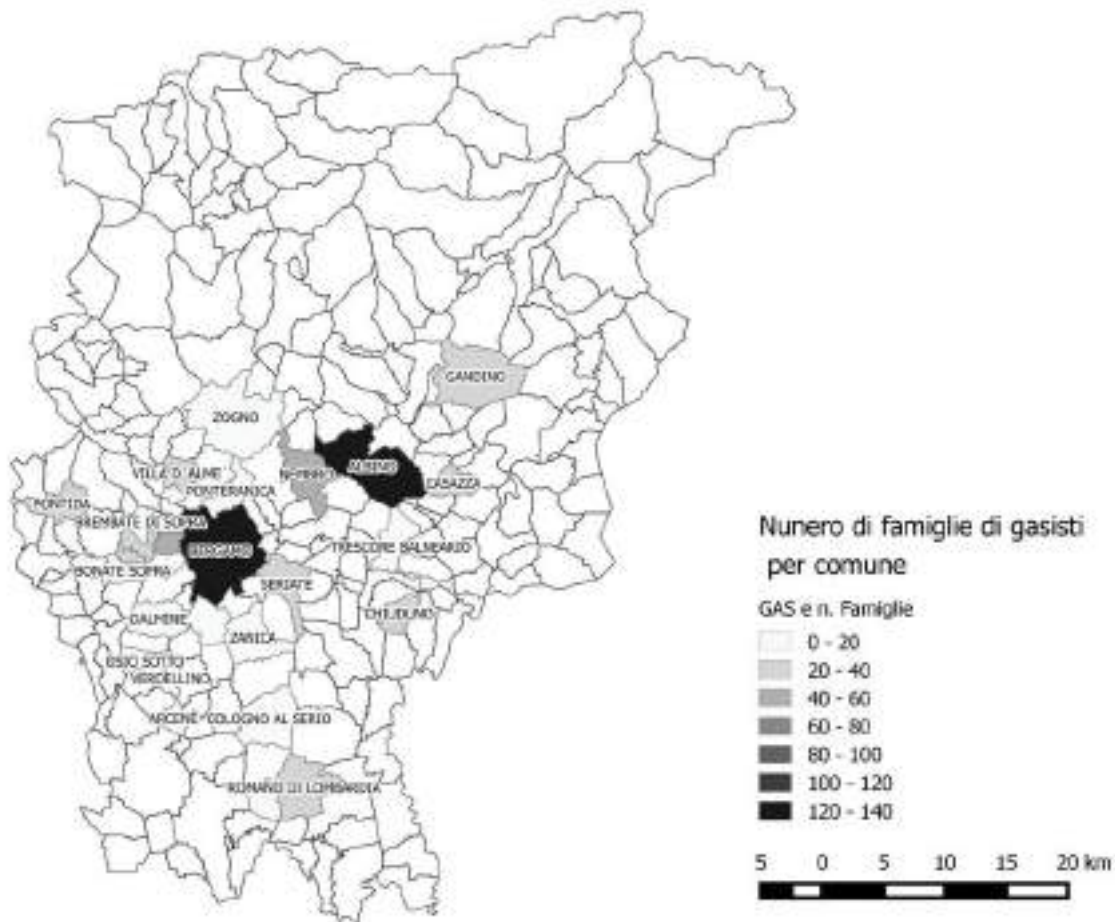 GANDINO
ZOGNO
ALBINO
VILLA D'ALME
NEMBRO
CASAZZA
PONTERANICA
PONTIDA
BREMBATE DI SOPRA
BERGAMO
TRESCORE BALNEARIO
BONATE SOPRA
SERIATE
CHIUDUNO
DALMINE
ZANICA
OSIO SOTTO
VERDELLINO
ARCENE COLOGNO AL SERIO
ROMANO DI LOMBARDIA
Nunero di famiglie di gasisti
per comune
GAS e n. Famiglie
0 - 20
20 - 40
40 - 60
60 - 80
80 - 100
100 - 120
120 - 140
5 0 5 10 15 20 km